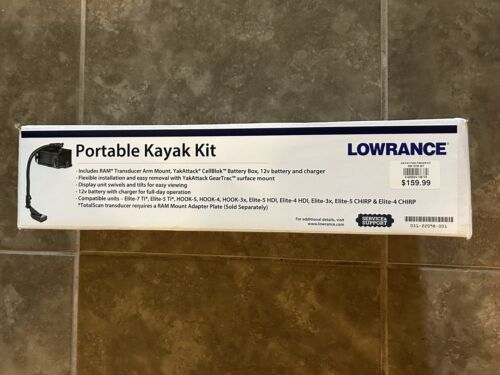 Portable Kayak Kit
LOWRANCE®
· Includes RAM® Transducer Arm Mount, YakAttack® CellBlok™ Battery Box, 12v battery and charger
· Flexible installation and easy removal with YakAttack GearTrac™ surface mount
· Display unit swivels and tilts for easy viewing
· 12v battery with charger for full-day operation
· Compatible units – Elite-7 Ti*, Elite-5 Ti*, HOOK-5, HOOK-4, HOOK-3x, Elite-5 HDI, Elite-4 HDI, Elite-3x, Elite-5 CHIRP & Elite-4 CHIRP
*TotalScan transducer requires a RAM Mount Adapter Plate (Sold Separately)
$159.99
For additional details, visit
www.lowrance.com
SERVICE &
SUPPORT
031-22098-001